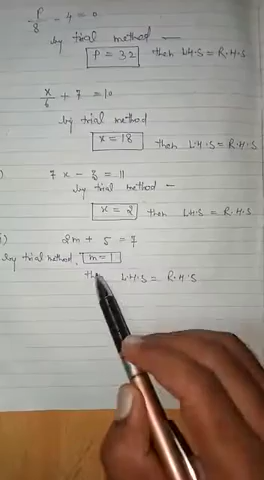 P/8 - 4 = 0
by trial method —
P = 32 then L.H.S = R.H.S
x/6 + 7 = 10
by trial method
x = 18 then L.H.S = R.H.S
7x - 3 = 11
by trial method -
x = 2 then L.H.S = R.H.S
2m + 5 = 7
by trial method, m = 1
L.H.S = R.H.S